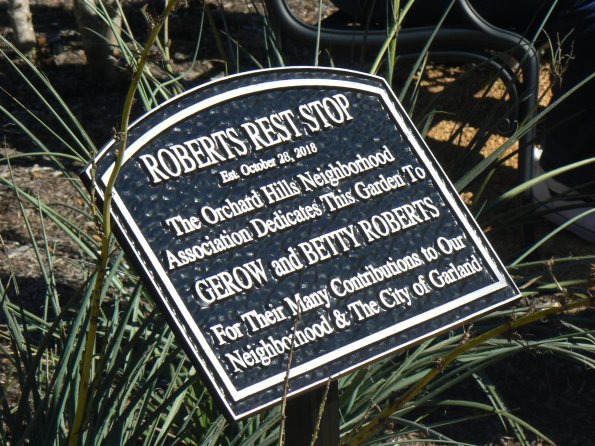 ROBERTS REST STOP
Est. October 28, 2018
The Orchard Hills Neighborhood
Association Dedicates This Garden To
GEROW and BETTY ROBERTS
For Their Many Contributions to Our
Neighborhood & The City of Garland